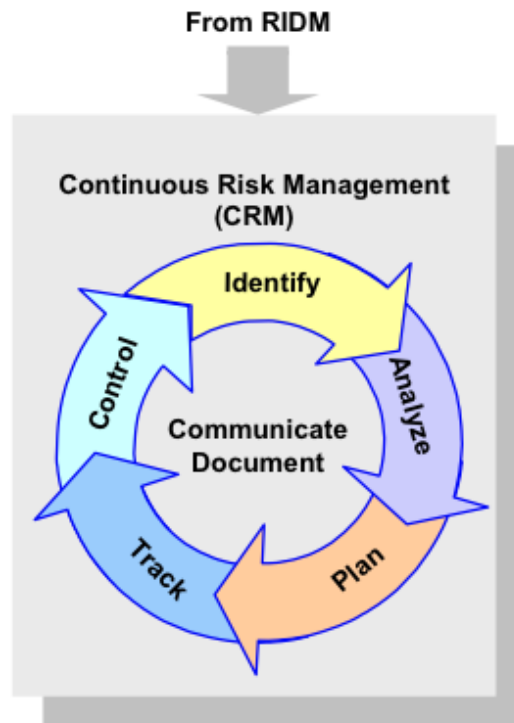 From RIDM
Continuous Risk Management
(CRM)
Identify
Analyze
Plan
Track
Control
Communicate
Document